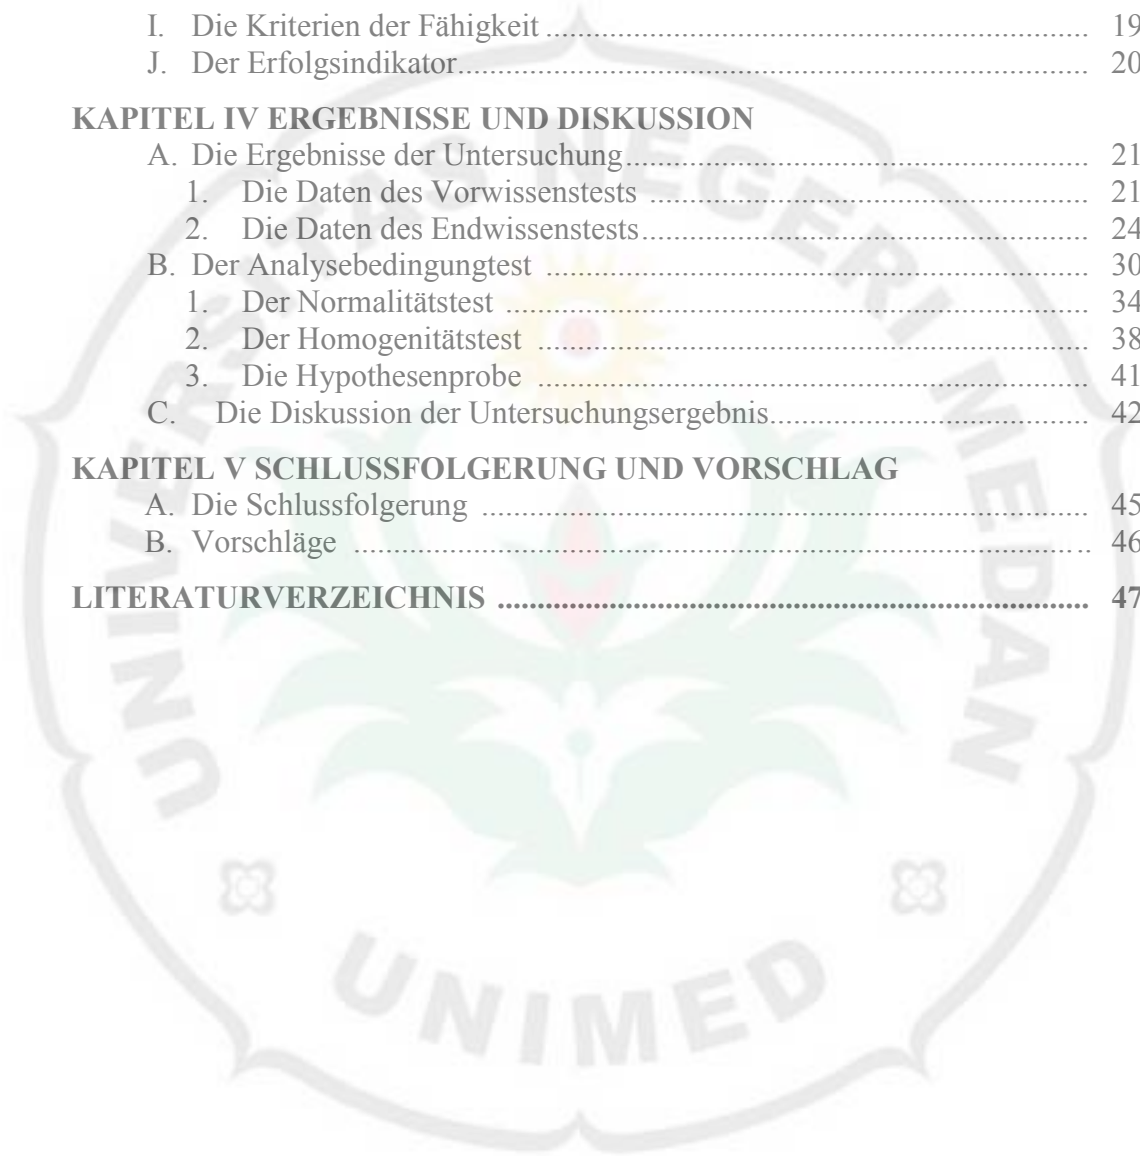 I. Die Kriterien der Fähigkeit ........................................................................ 19
J. Der Erfolgsindikator.................................................................................... 20
KAPITEL IV ERGEBNISSE UND DISKUSSION
A. Die Ergebnisse der Untersuchung.............................................................. 21
1. Die Daten des Vorwissenstests ........................................................... 21
2. Die Daten des Endwissenstests............................................................ 24
B. Der Analysebedingungtest ........................................................................ 30
1. Der Normalitätstest ............................................................................. 34
2. Der Homogenitätstest ......................................................................... 38
3. Die Hypothesenprobe ......................................................................... 41
C. Die Diskussion der Untersuchungsergebnis........................................... 42
KAPITEL V SCHLUSSFOLGERUNG UND VORSCHLAG
A. Die Schlussfolgerung ................................................................................ 45
B. Vorschläge ................................................................................................. 46
LITERATURVERZEICHNIS ............................................................................... 47
UNIVERSITAS NEGERI MEDAN
UNIMED